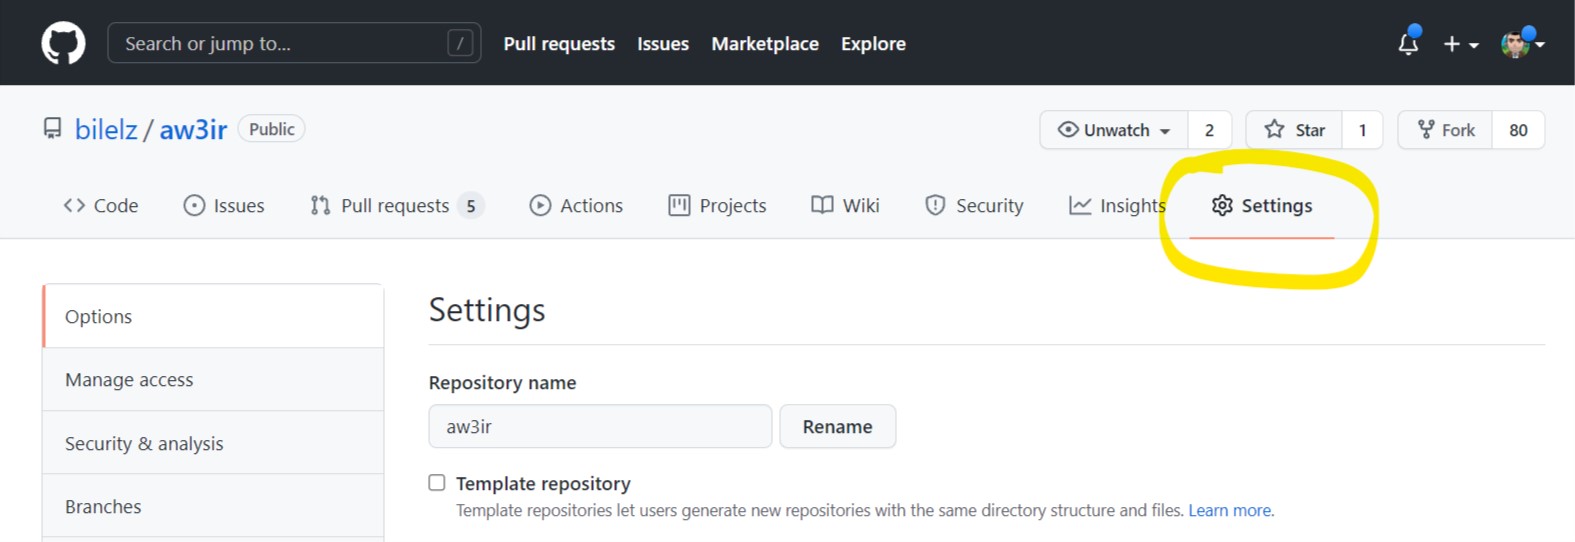 Search or jump to... / Pull requests Issues Marketplace Explore
bilelz / aw3ir Public Unwatch 2 Star 1 Fork 80
Code Issues Pull requests 5 Actions Projects Wiki Security Insights Settings
Options
Manage access
Security & analysis
Branches
Settings
Repository name
aw3ir Rename
Template repository
Template repositories let users generate new repositories with the same directory structure and files. Learn more.